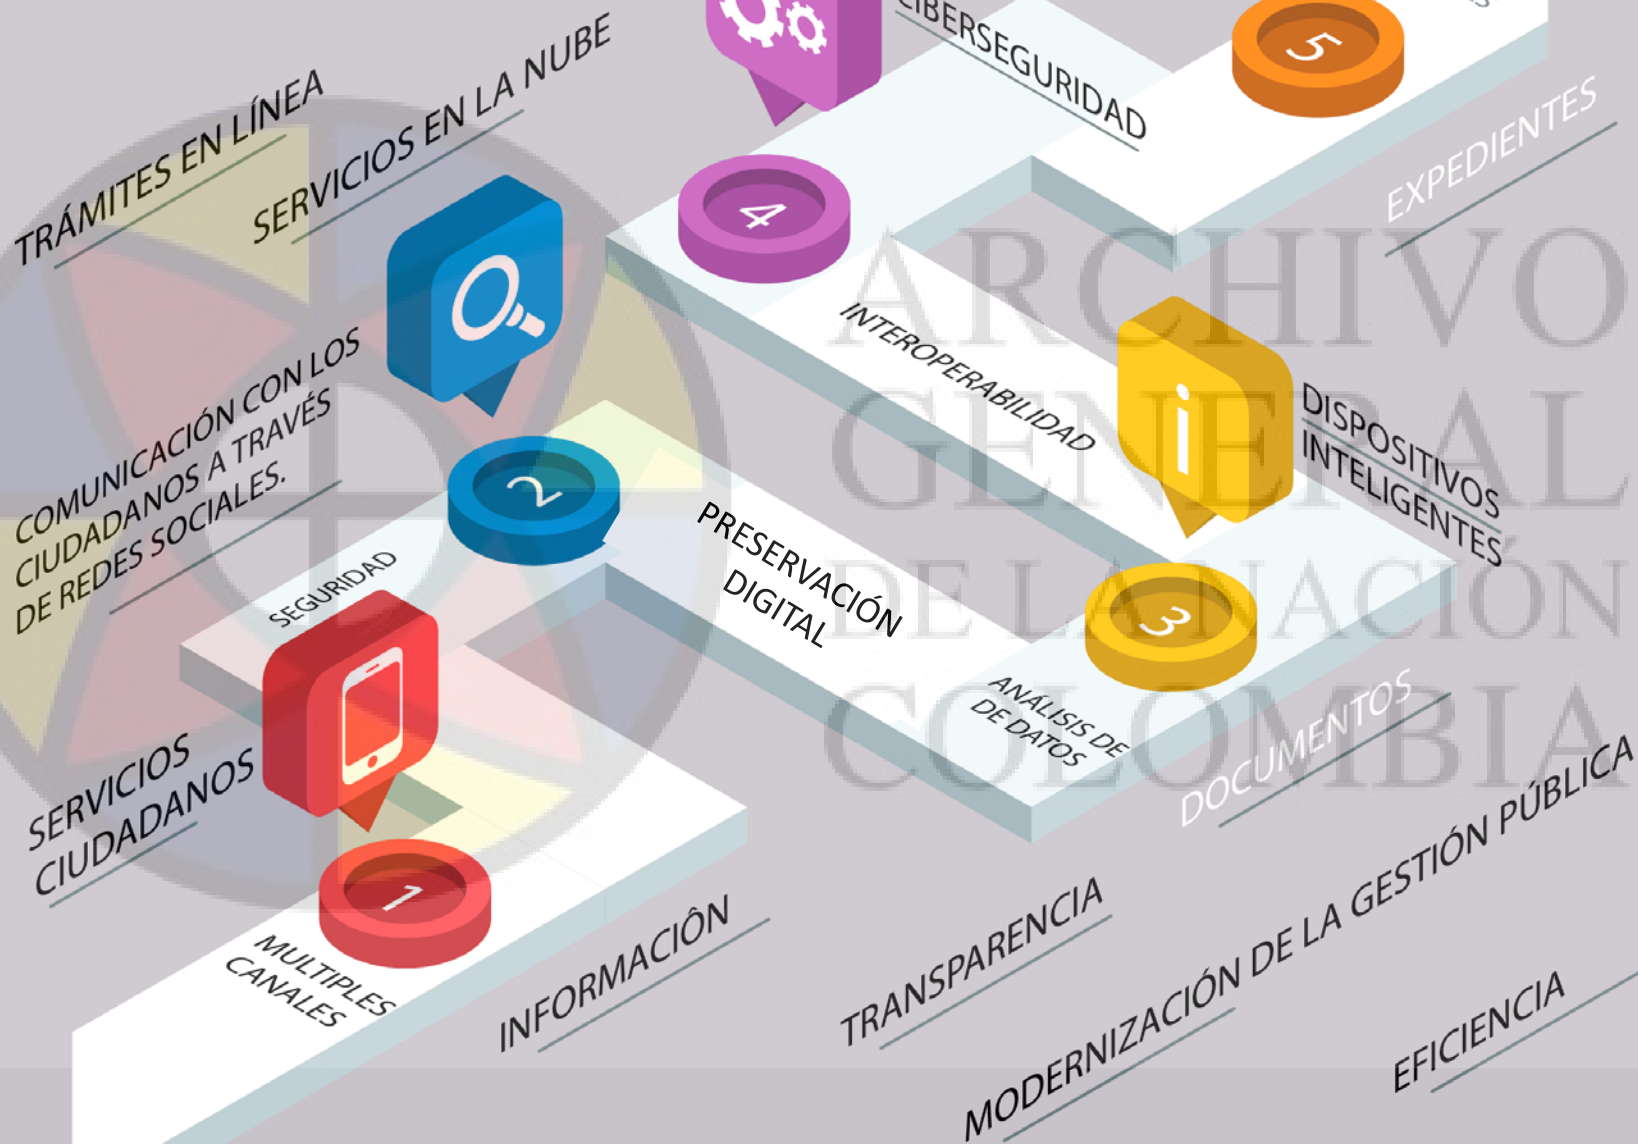 CIBERSEGURIDAD
5
TRÁMITES EN LÍNEA
SERVICIOS EN LA NUBE
EXPEDIENTES
4
ARCHIVO
GENERAL
DE LA NACIÓN
COLOMBIA
INTEROPERABILIDAD
i
DISPOSITIVOS
INTELIGENTES
COMUNICACIÓN CON LOS
CIUDADANOS A TRAVÉS
DE REDES SOCIALES.
2
SEGURIDAD
PRESERVACIÓN
DIGITAL
3
ANÁLISIS DE
DE DATOS
DOCUMENTOS
SERVICIOS
CIUDADANOS
1
MULTIPLES
CANALES
INFORMACIÔN
TRANSPARENCIA
MODERNIZACIÓN DE LA GESTIÓN PÚBLICA
EFICIENCIA